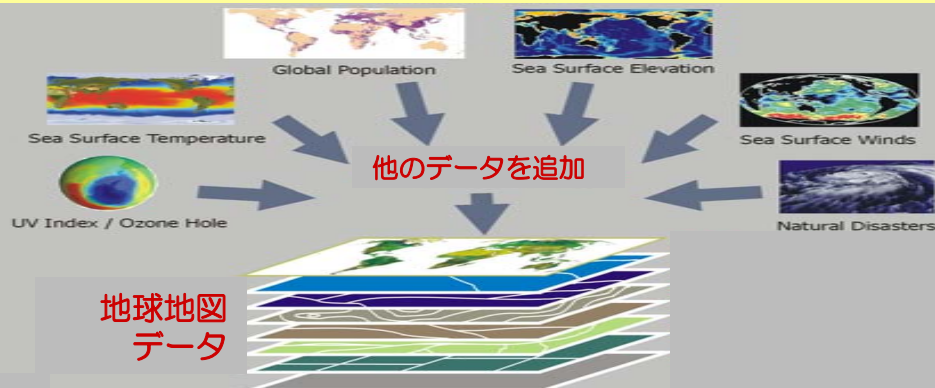 Global Population
Sea Surface Elevation
Sea Surface Temperature
Sea Surface Winds
他のデータを追加
UV Index / Ozone Hole
Natural Disasters
地球地図
データ